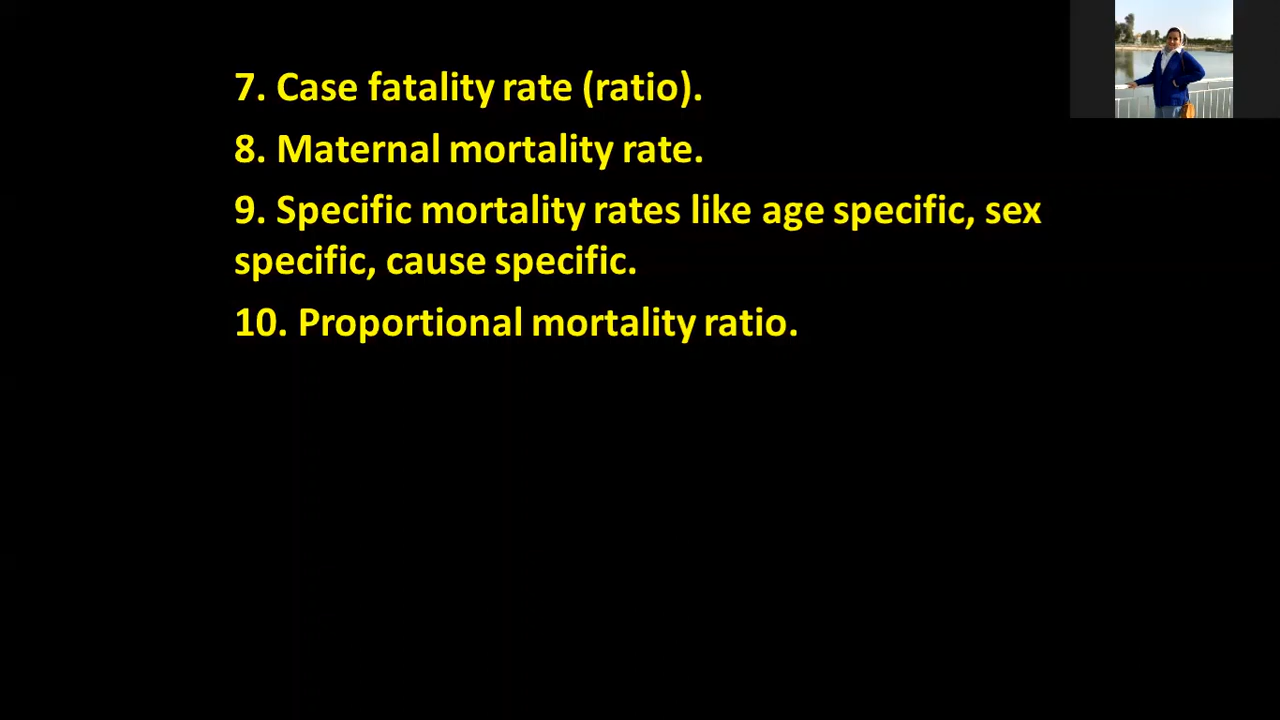 7. Case fatality rate (ratio).
8. Maternal mortality rate.
9. Specific mortality rates like age specific, sex
specific, cause specific.
10. Proportional mortality ratio.